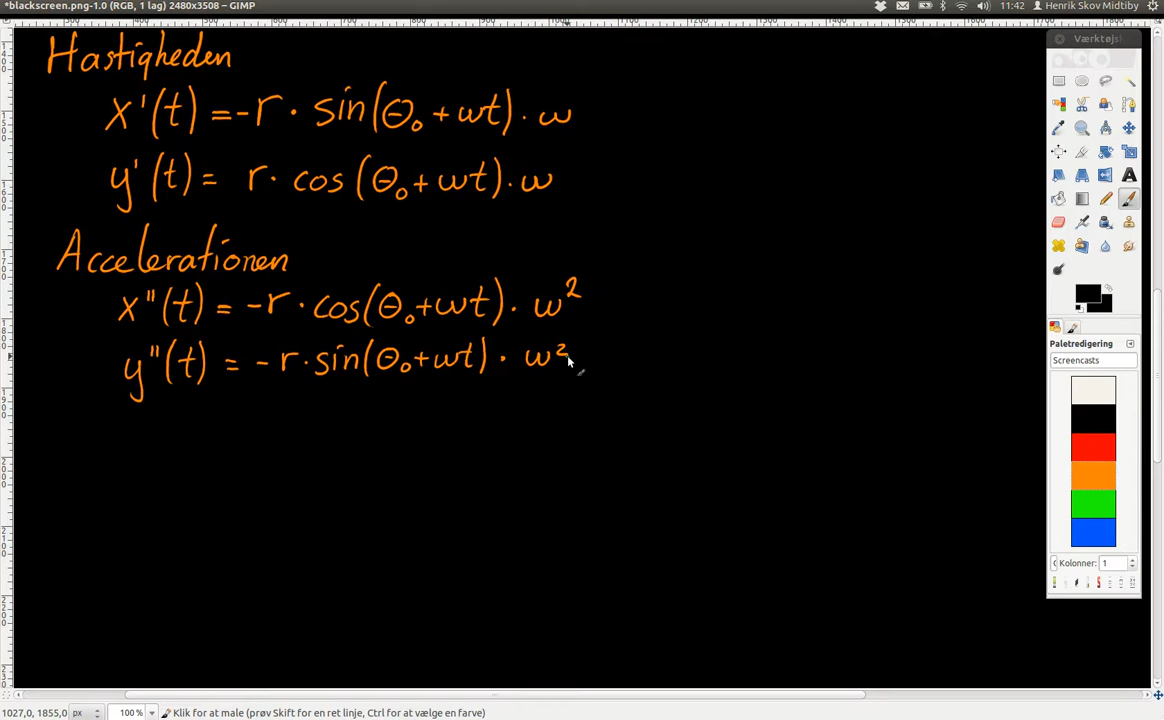 *blackscreen.png-1.0 (RGB, 1 lag) 2480x3508 – GIMP
11:42 Henrik Skov Midtiby
Hastigheden
x'(t) = -r · sin(θ₀ + ωt) · ω
y'(t) = r · cos(θ₀ + ωt) · ω
Accelerationen
x''(t) = -r · cos(θ₀+ωt) · ω²
y''(t) = -r · sin(θ₀+ωt) · ω²
Værktøjs
Paletredigering
Screencasts
Kolonner: 1
1027,0, 1855,0 px 100% Klik for at male (prøv Skift for en ret linje, Ctrl for at vælge en farve)